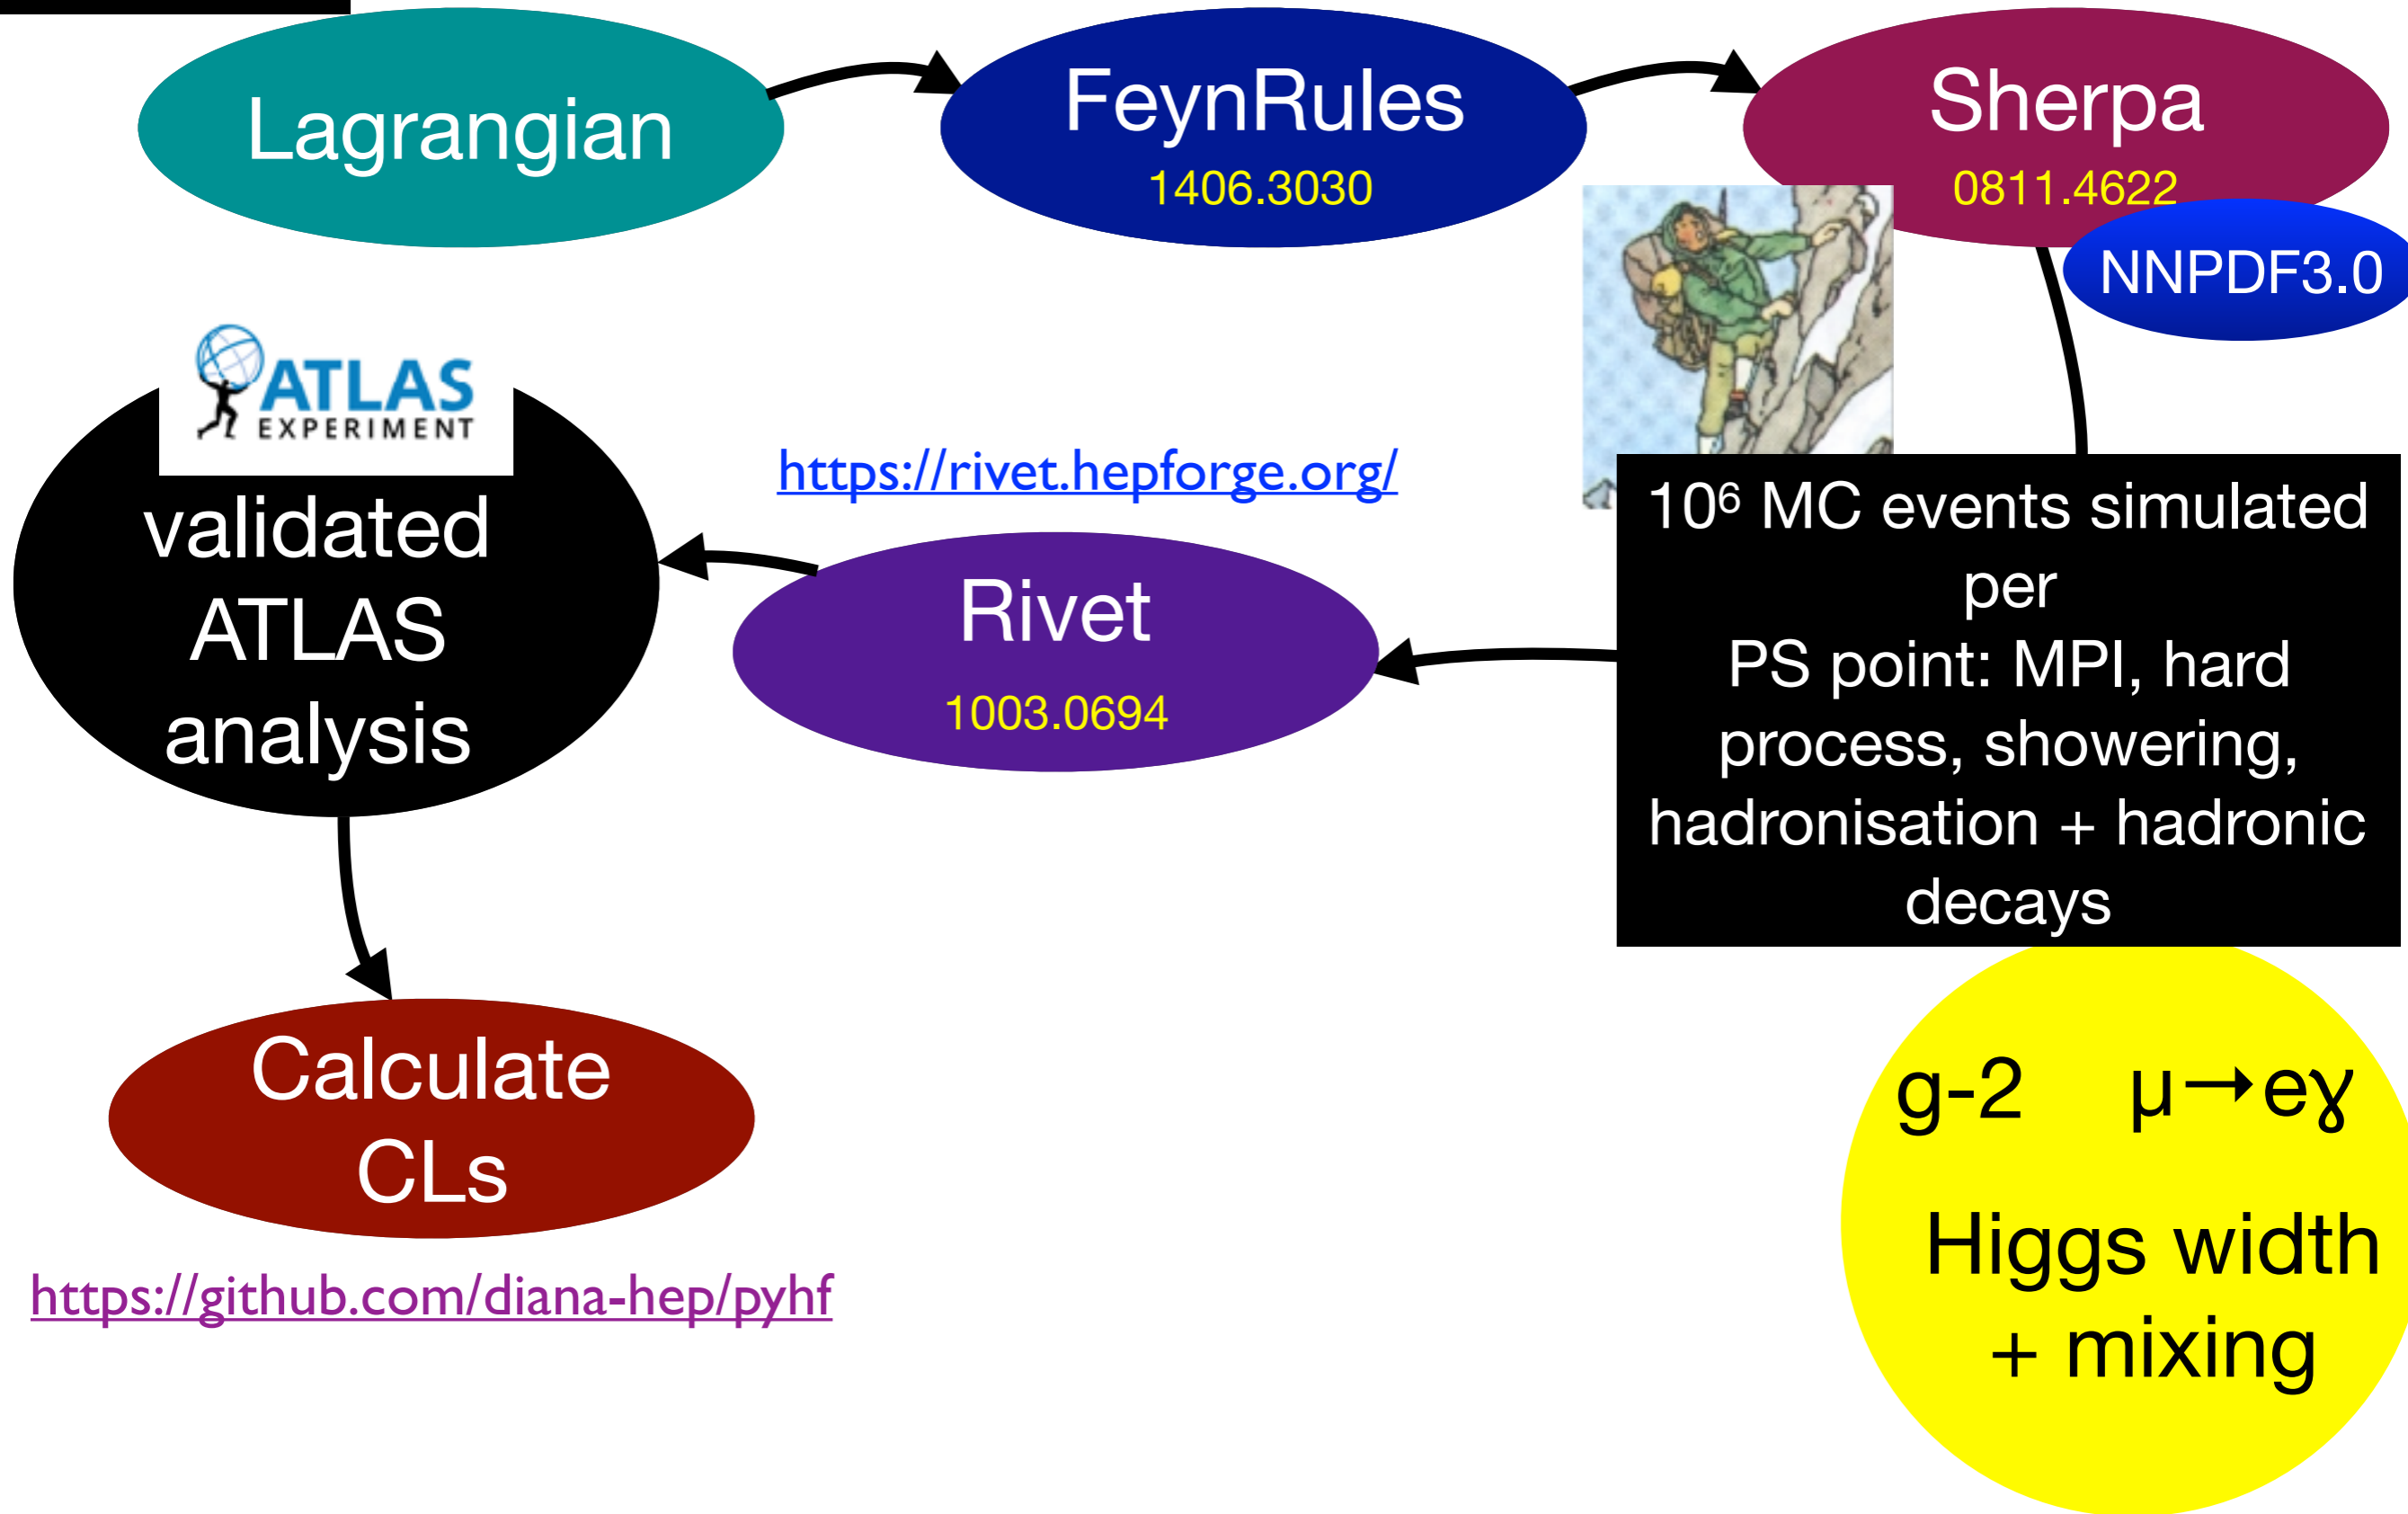 Lagrangian
FeynRules
1406.3030
Sherpa
0811.4622
NNPDF3.0
ATLAS
EXPERIMENT
validated
ATLAS
analysis
https://rivet.hepforge.org/
Rivet
1003.0694
10⁶ MC events simulated
per
PS point: MPI, hard
process, showering,
hadronisation + hadronic
decays
Calculate
CLs
https://github.com/diana-hep/pyhf
g-2 μ→eɣ
Higgs width
+ mixing